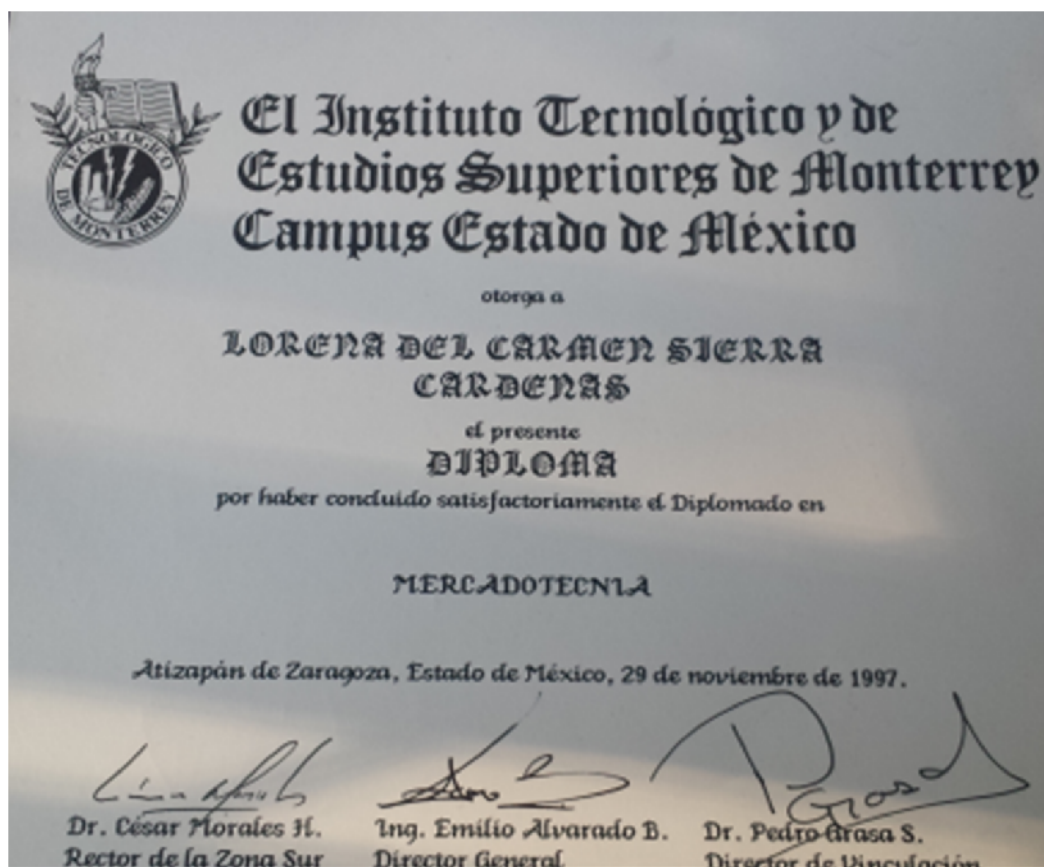 TECNOLOGICO DE MONTERREY
El Instituto Tecnológico y de
Estudios Superiores de Monterrey
Campus Estado de México
otorga a
LORENA DEL CARMEN SIERRA
CARDENAS
el presente
DIPLOMA
por haber concluido satisfactoriamente el Diplomado en
MERCADOTECNIA
Atizapán de Zaragoza, Estado de México, 29 de noviembre de 1997.
Dr. César Morales H. Ing. Emilio Alvarado B. Dr. Pedro Grasa S.
Rector de la Zona Sur Director General Director de Vinculación